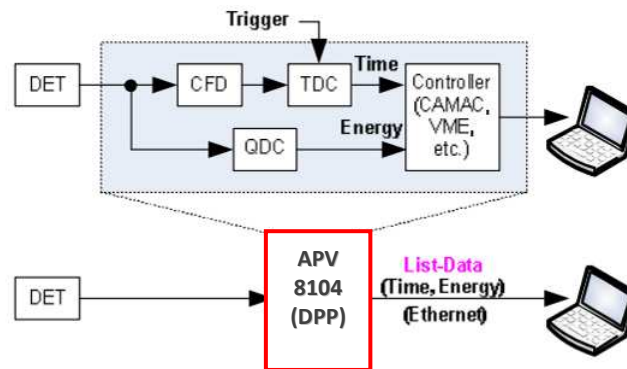 Trigger
DET
CFD
TDC
Time
Controller
(CAMAC,
VME,
etc.)
Energy
QDC
DET
APV
8104
(DPP)
List-Data
(Time, Energy)
(Ethernet)